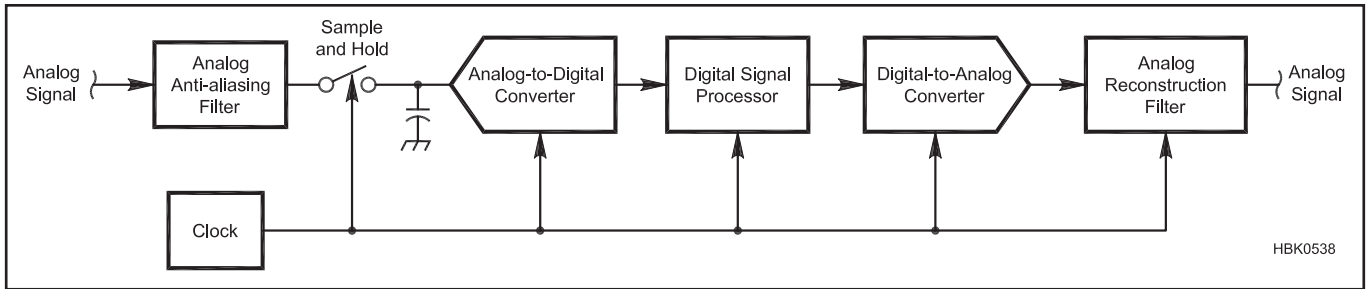 Analog
Signal
Analog
Anti-aliasing
Filter
Sample
and Hold
Analog-to-Digital
Converter
Digital Signal
Processor
Digital-to-Analog
Converter
Analog
Reconstruction
Filter
Analog
Signal
Clock
HBK0538